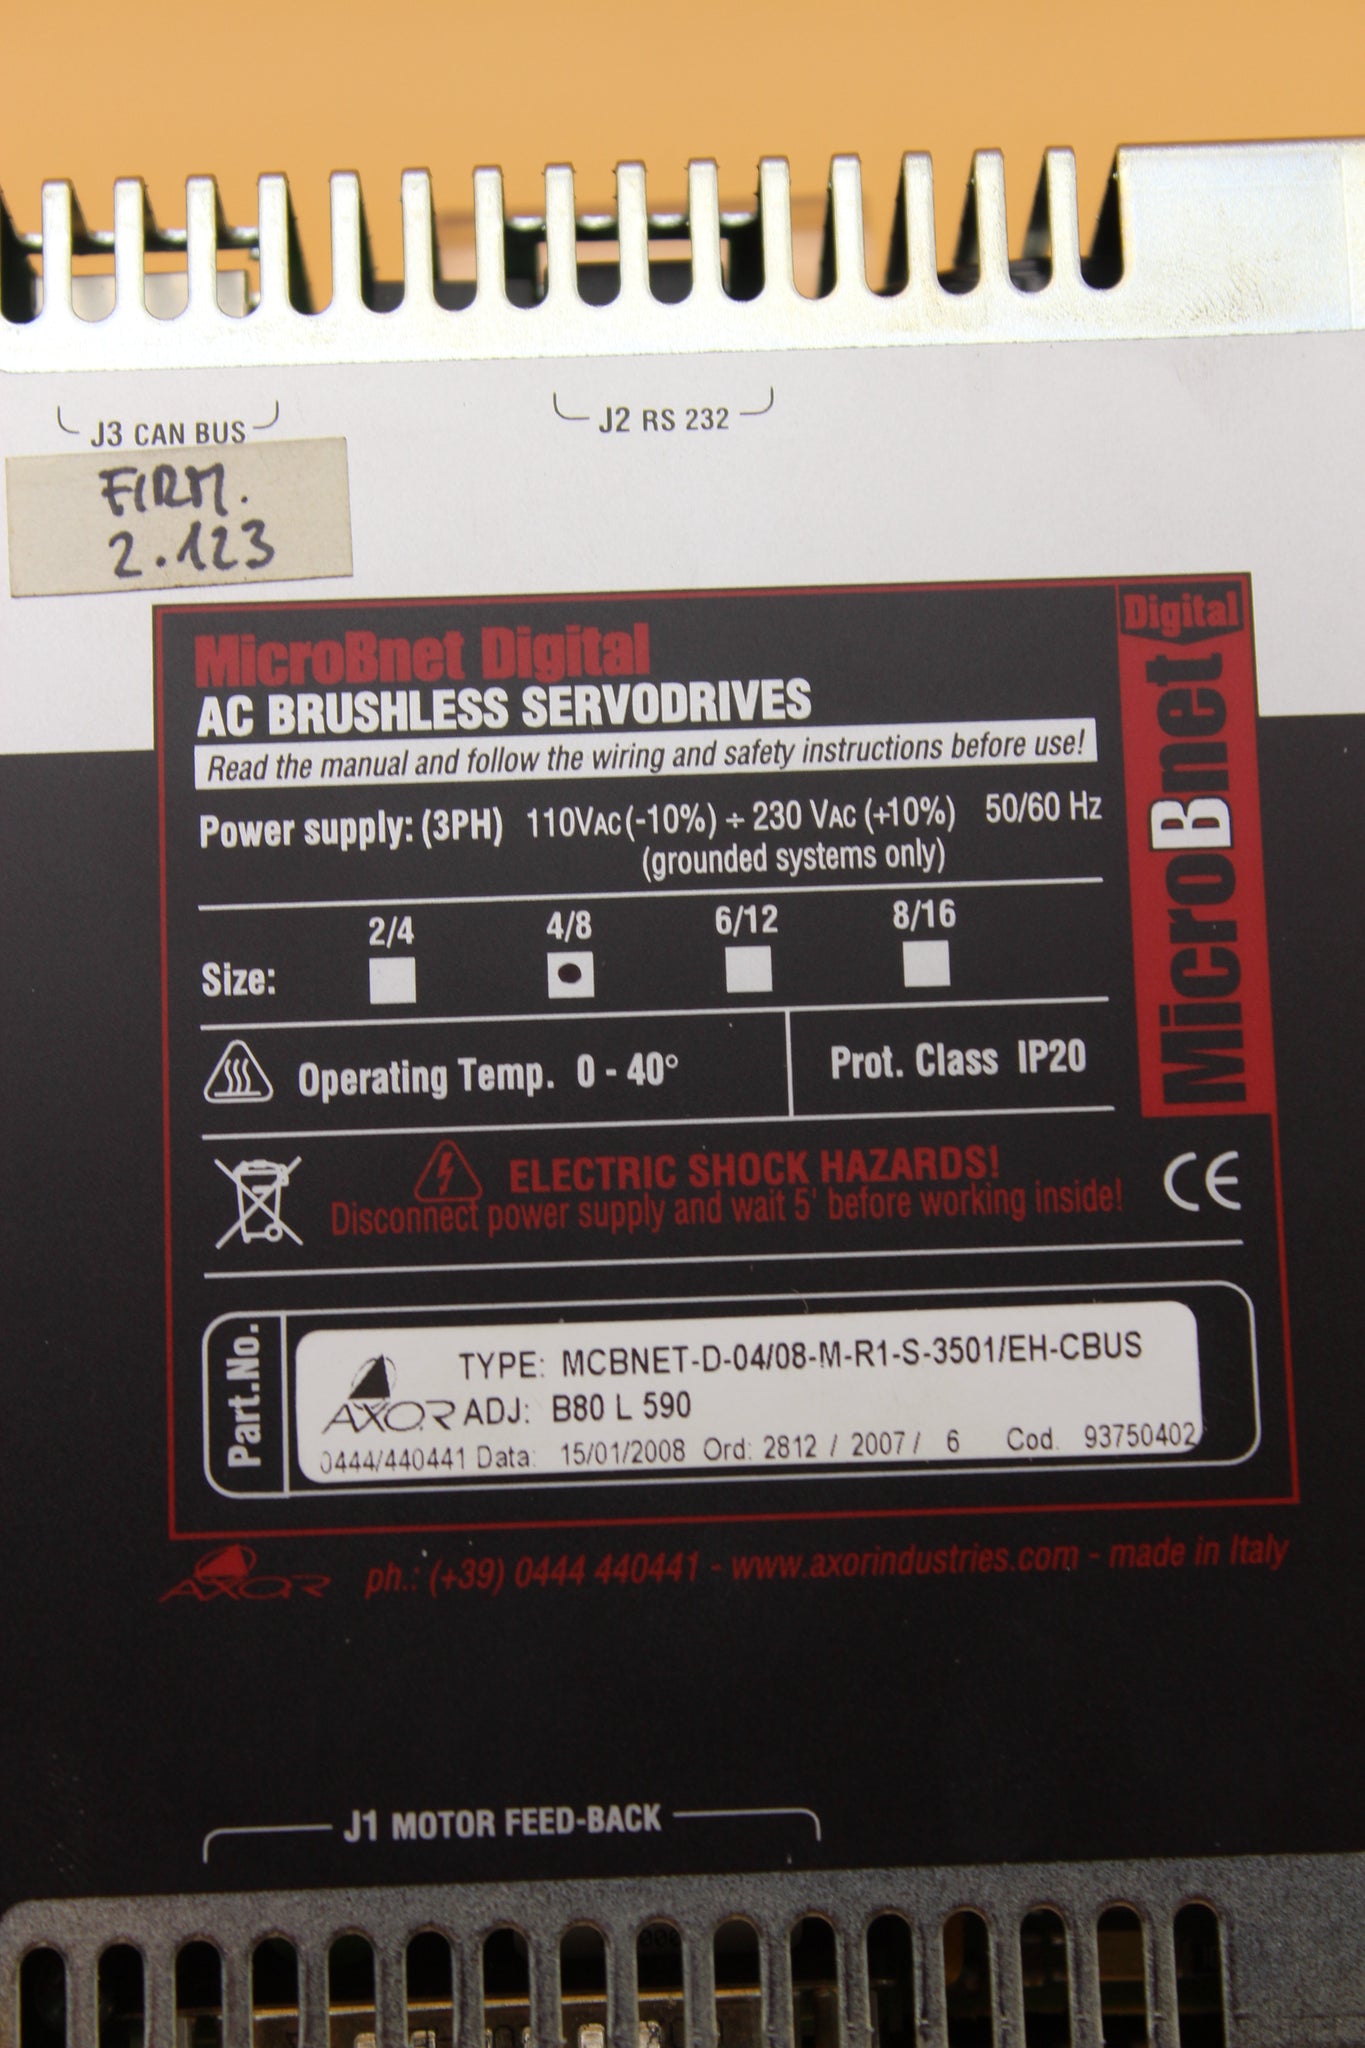 J3 CAN BUS
J2 RS 232
FIRM.
2.123
MicroBnet Digital
AC BRUSHLESS SERVODRIVES
Read the manual and follow the wiring and safety instructions before use!
Power supply: (3PH) 110VAC (-10%) ÷ 230 VAC (+10%) 50/60 Hz
(grounded systems only)
2/4 4/8 6/12 8/16
Size:
Operating Temp. 0 - 40°
Prot. Class IP20
ELECTRIC SHOCK HAZARDS!
Disconnect power supply and wait 5' before working inside!
CE
Digital
MicroBnet
Part.No.
TYPE: MCBNET-D-04/08-M-R1-S-3501/EH-CBUS
AXOR ADJ: B80 L 590
0444/440441 Data: 15/01/2008 Ord: 2812 / 2007 / 6 Cod. 93750402
AXOR ph.: (+39) 0444 440441 - www.axorindustries.com - made in Italy
J1 MOTOR FEED-BACK